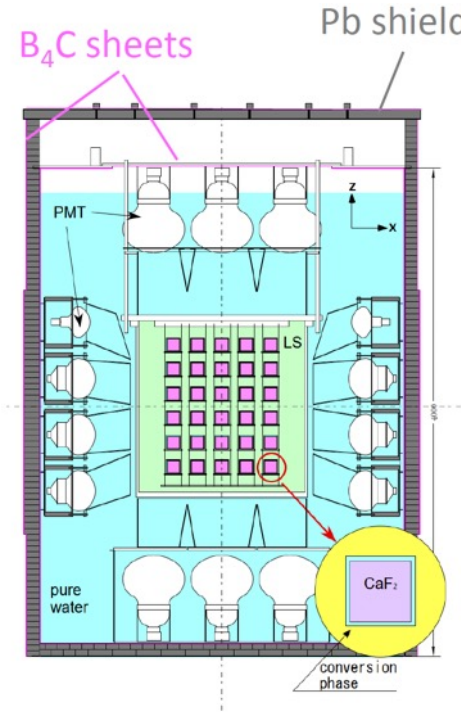 Pb shield
B₄C sheets
PMT
z
x
LS
CaF₂
pure
water
conversion
phase